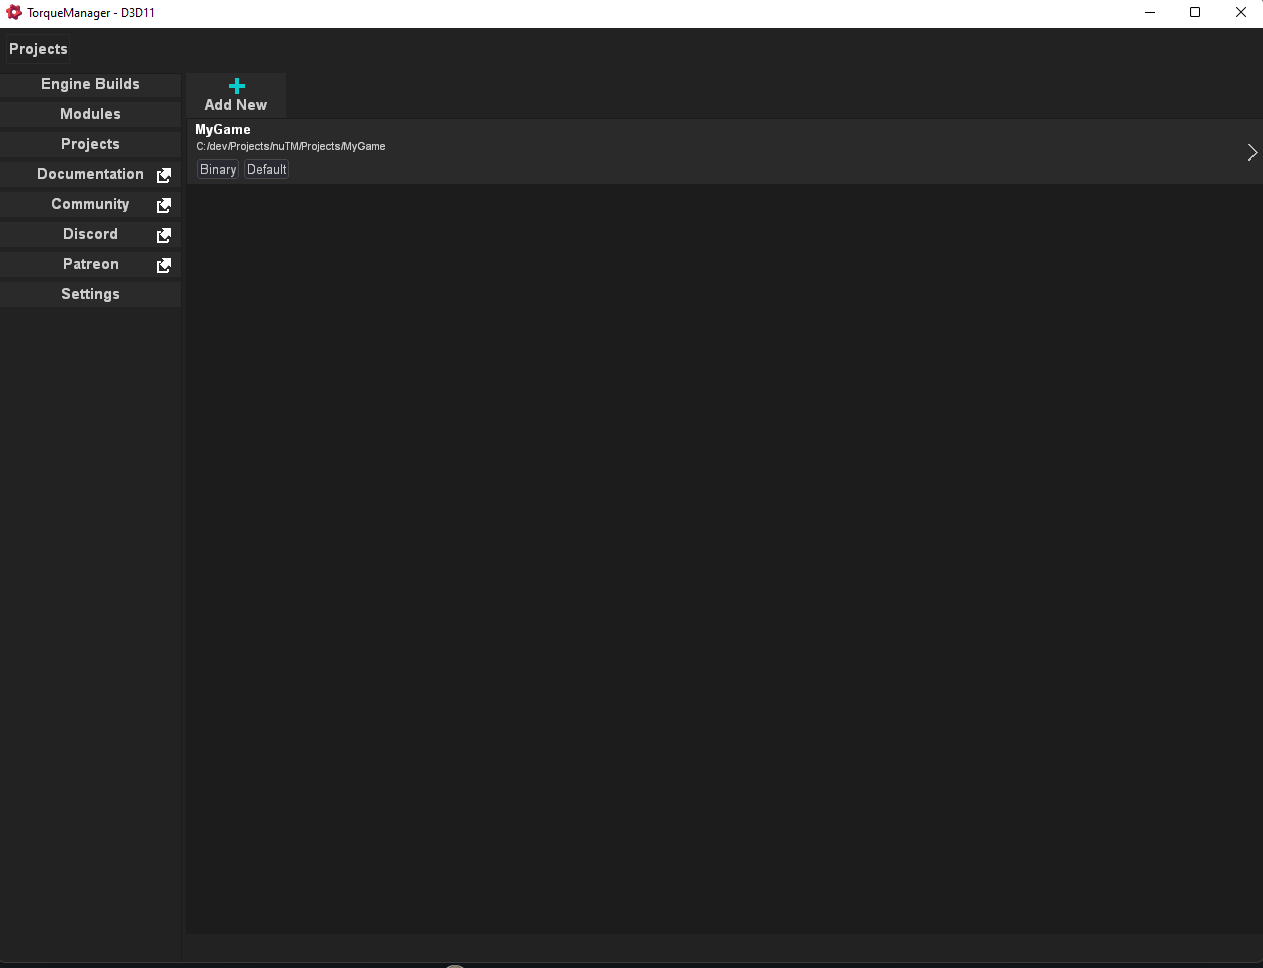 TorqueManager - D3D11
Projects
Engine Builds
Modules
Projects
Documentation
Community
Discord
Patreon
Settings
Add New
MyGame
C:/dev/Projects/nuTM/Projects/MyGame
Binary Default